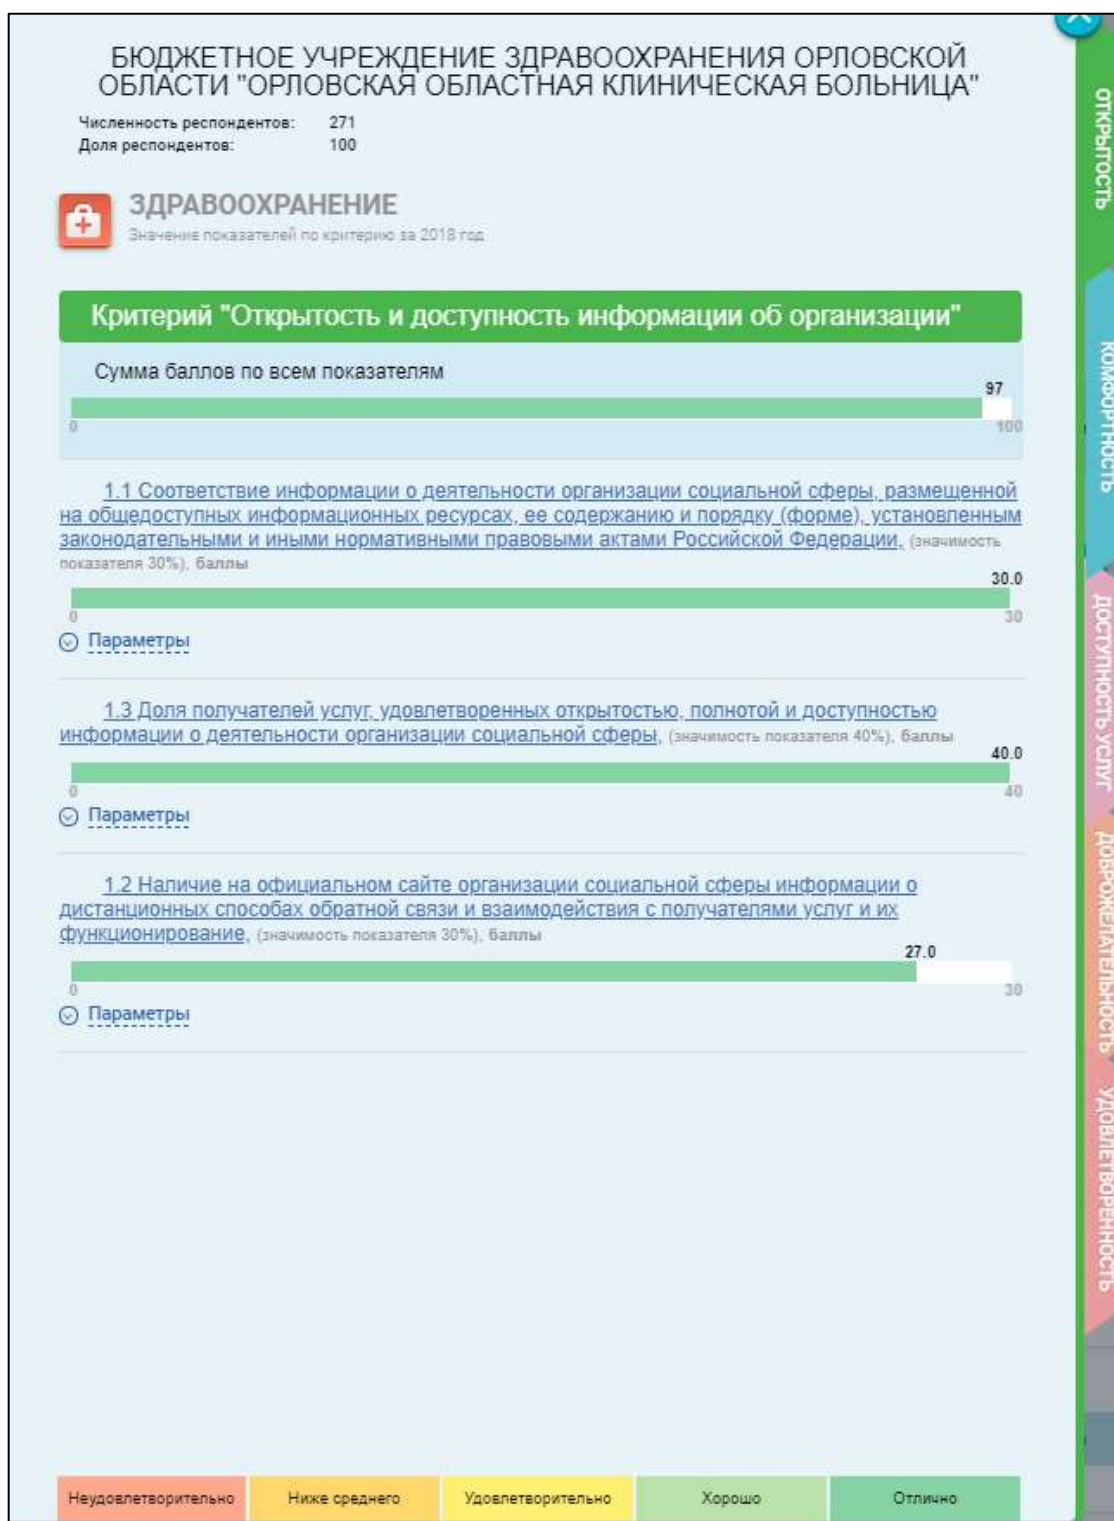 БЮДЖЕТНОЕ УЧРЕЖДЕНИЕ ЗДРАВООХРАНЕНИЯ ОРЛОВСКОЙ
ОБЛАСТИ "ОРЛОВСКАЯ ОБЛАСТНАЯ КЛИНИЧЕСКАЯ БОЛЬНИЦА"
Численность респондентов: 271
Доля респондентов: 100
ЗДРАВООХРАНЕНИЕ
Значение показателей по критерию за 2018 год
Критерий "Открытость и доступность информации об организации"
Сумма баллов по всем показателям
97
0 100
1.1 Соответствие информации о деятельности организации социальной сферы, размещенной
на общедоступных информационных ресурсах, ее содержанию и порядку (форме), установленным
законодательными и иными нормативными правовыми актами Российской Федерации, (значимость
показателя 30%), баллы
30.0
0 30
Параметры
1.3 Доля получателей услуг, удовлетворенных открытостью, полнотой и доступностью
информации о деятельности организации социальной сферы, (значимость показателя 40%), баллы
40.0
0 40
Параметры
1.2 Наличие на официальном сайте организации социальной сферы информации о
дистанционных способах обратной связи и взаимодействия с получателями услуг и их
функционирование, (значимость показателя 30%), баллы
27.0
0 30
Параметры
Неудовлетворительно Ниже среднего Удовлетворительно Хорошо Отлично
ОТКРЫТОСТЬ
КОМФОРТНОСТЬ
ДОСТУПНОСТЬ УСЛУГ
ДОБРОЖЕЛАТЕЛЬНОСТЬ
УДОВЛЕТВОРЕННОСТЬ